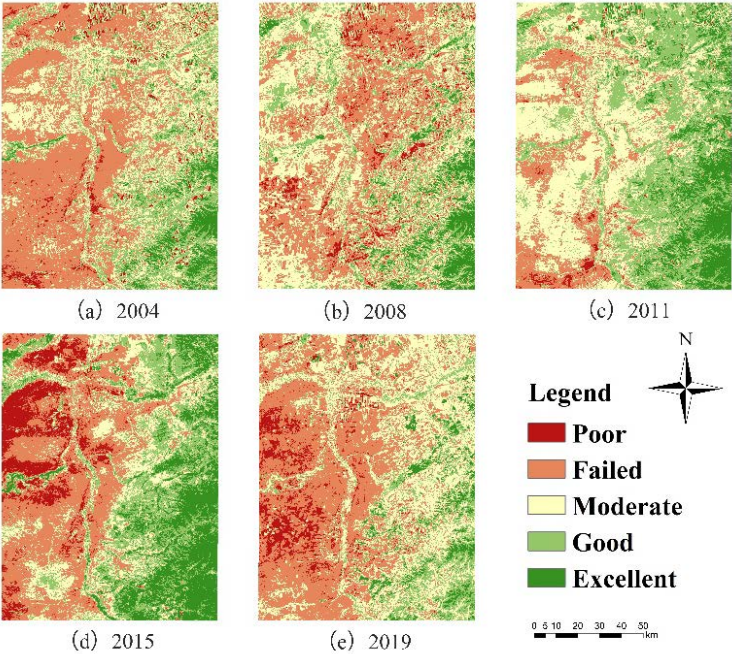 (a) 2004
(b) 2008
(c) 2011
N
Legend
Poor
Failed
Moderate
Good
Excellent
0 5 10 20 30 40 50
km
(d) 2015
(e) 2019